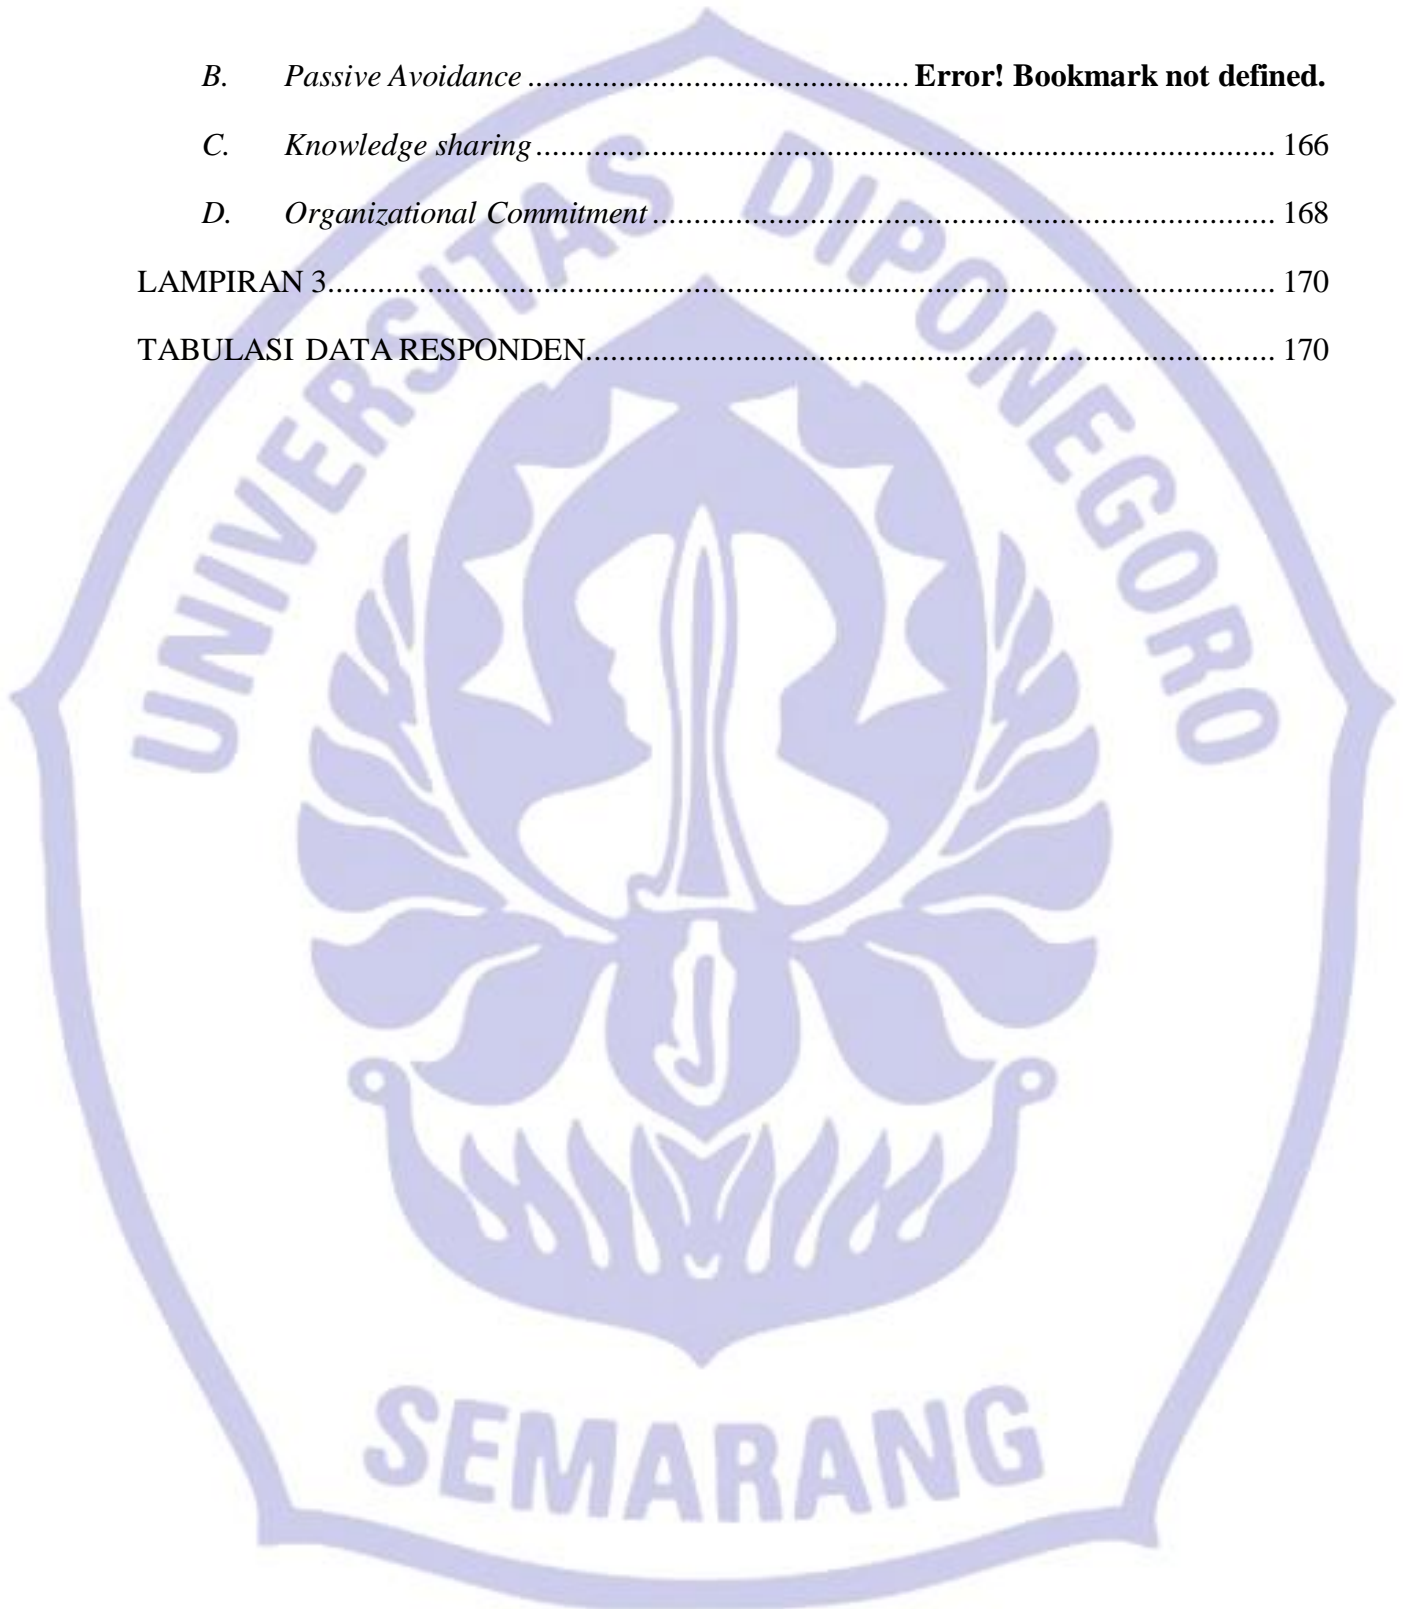 B. Passive Avoidance .......... Error! Bookmark not defined.
C. Knowledge sharing .......... 166
D. Organizational Commitment .......... 168
LAMPIRAN 3 .......... 170
TABULASI DATA RESPONDEN .......... 170
UNIVERSITAS DIPONEGORO
SEMARANG